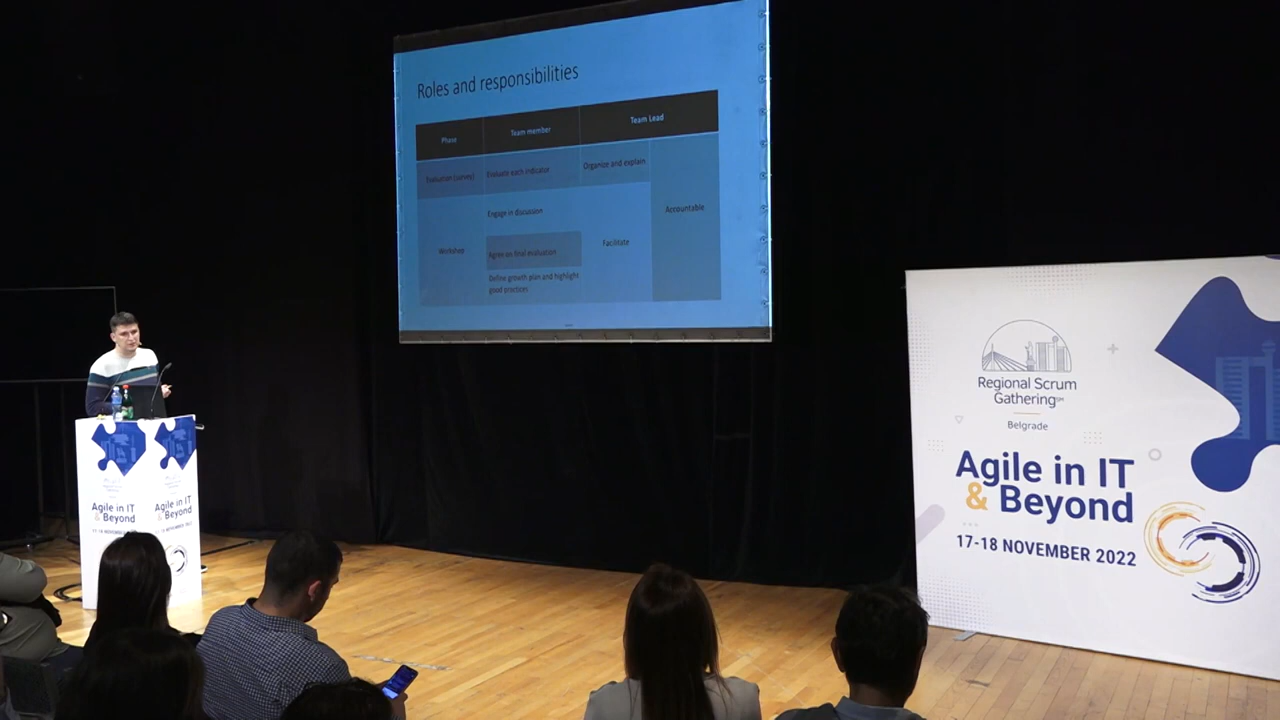 Roles and responsibilities
Phase
Team member
Team Lead
Evaluation (survey)
Evaluate each indicator
Organize and explain
Accountable
Workshop
Engage in discussion
Facilitate
Agree on final evaluation
Define growth plan and highlight
good practices
Regional Scrum
Gathering℠
Belgrade
Agile in IT
& Beyond
17-18 NOVEMBER 2022
Agile in IT
& Beyond
Agile in IT
& Beyond